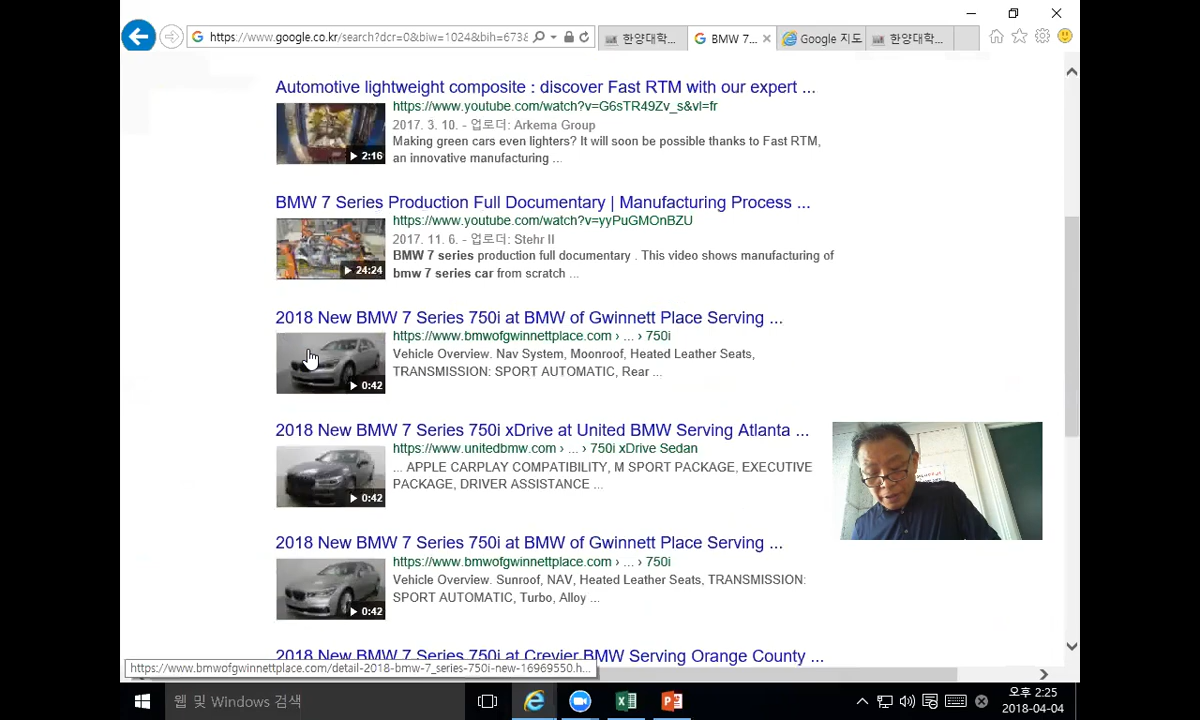 https://www.google.co.kr/search?dcr=0&biw=1024&bih=673&
한양대학...
BMW 7...
Google 지도
한양대학...
Automotive lightweight composite : discover Fast RTM with our expert ...
https://www.youtube.com/watch?v=G6sTR49Zv_s&vl=fr
2017. 3. 10. - 업로더: Arkema Group
Making green cars even lighters? It will soon be possible thanks to Fast RTM,
an innovative manufacturing ...
2:16
BMW 7 Series Production Full Documentary | Manufacturing Process ...
https://www.youtube.com/watch?v=yyPuGMOnBZU
2017. 11. 6. - 업로더: Stehr II
BMW 7 series production full documentary . This video shows manufacturing of
bmw 7 series car from scratch ...
24:24
2018 New BMW 7 Series 750i at BMW of Gwinnett Place Serving ...
https://www.bmwofgwinnettplace.com › ... › 750i
Vehicle Overview. Nav System, Moonroof, Heated Leather Seats,
TRANSMISSION: SPORT AUTOMATIC, Rear ...
0:42
2018 New BMW 7 Series 750i xDrive at United BMW Serving Atlanta ...
https://www.unitedbmw.com › ... › 750i xDrive Sedan
... APPLE CARPLAY COMPATIBILITY, M SPORT PACKAGE, EXECUTIVE
PACKAGE, DRIVER ASSISTANCE ...
0:42
2018 New BMW 7 Series 750i at BMW of Gwinnett Place Serving ...
https://www.bmwofgwinnettplace.com › ... › 750i
Vehicle Overview. Sunroof, NAV, Heated Leather Seats, TRANSMISSION:
SPORT AUTOMATIC, Turbo, Alloy ...
0:42
2018 New BMW 7 Series 750i at Crevier BMW Serving Orange County ...
https://www.bmwofgwinnettplace.com/detail-2018-bmw-7_series-750i-new-16969550.h...
웹 및 Windows 검색
오후 2:25
2018-04-04